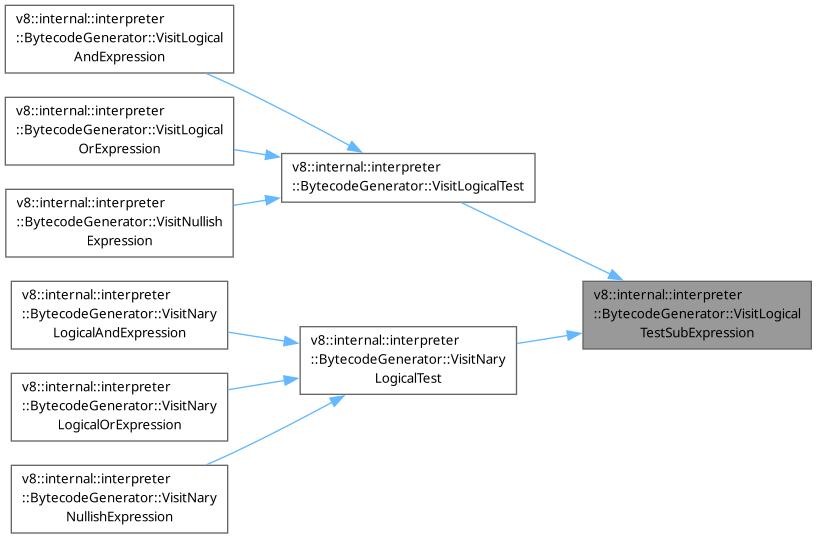 v8::internal::interpreter
::BytecodeGenerator::VisitLogical
AndExpression
v8::internal::interpreter
::BytecodeGenerator::VisitLogical
OrExpression
v8::internal::interpreter
::BytecodeGenerator::VisitNullish
Expression
v8::internal::interpreter
::BytecodeGenerator::VisitNary
LogicalAndExpression
v8::internal::interpreter
::BytecodeGenerator::VisitNary
LogicalOrExpression
v8::internal::interpreter
::BytecodeGenerator::VisitNary
NullishExpression
v8::internal::interpreter
::BytecodeGenerator::VisitLogicalTest
v8::internal::interpreter
::BytecodeGenerator::VisitNary
LogicalTest
v8::internal::interpreter
::BytecodeGenerator::VisitLogical
TestSubExpression